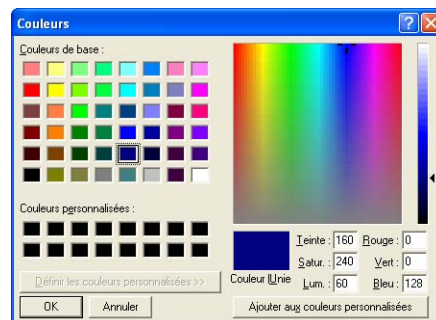 Couleurs
Couleurs de base :
Couleurs personnalisées :
Définir les couleurs personnalisées >>
OK Annuler
Couleur|Unie
Teinte : 160 Rouge : 0
Satur. : 240 Vert : 0
Lum. : 60 Bleu : 128
Ajouter aux couleurs personnalisées